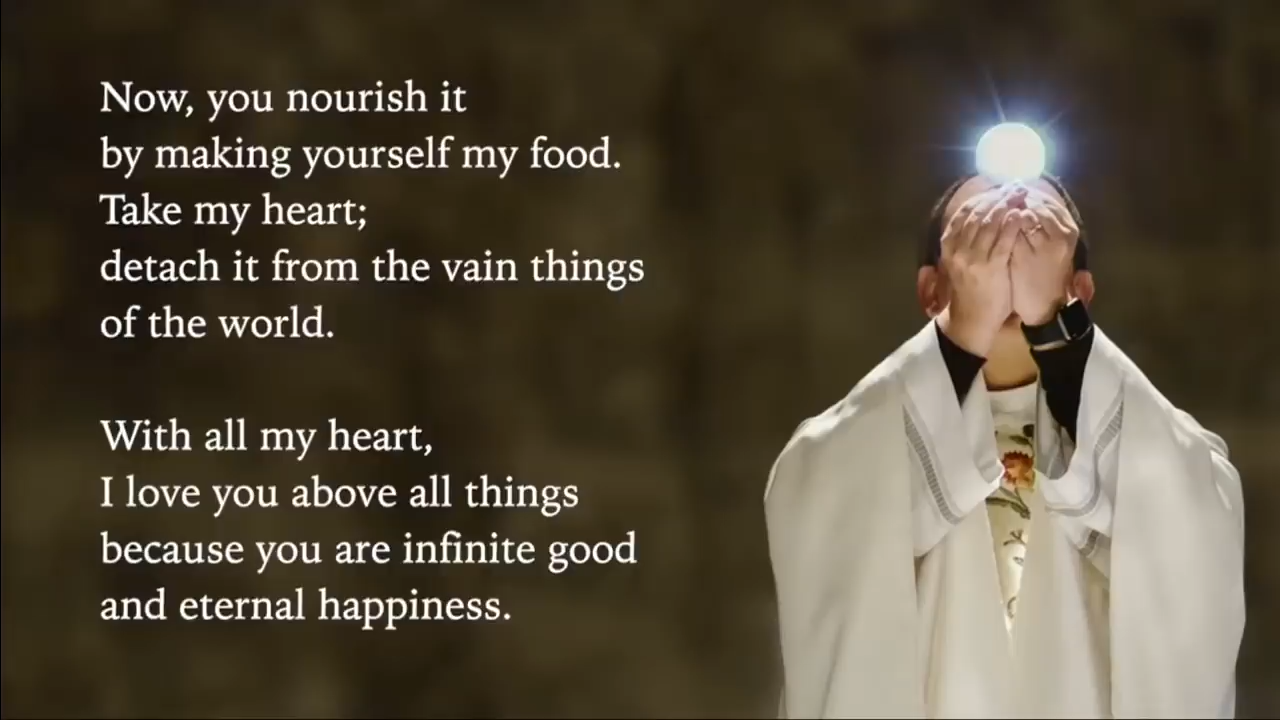 Now, you nourish it
by making yourself my food.
Take my heart;
detach it from the vain things
of the world.
With all my heart,
I love you above all things
because you are infinite good
and eternal happiness.